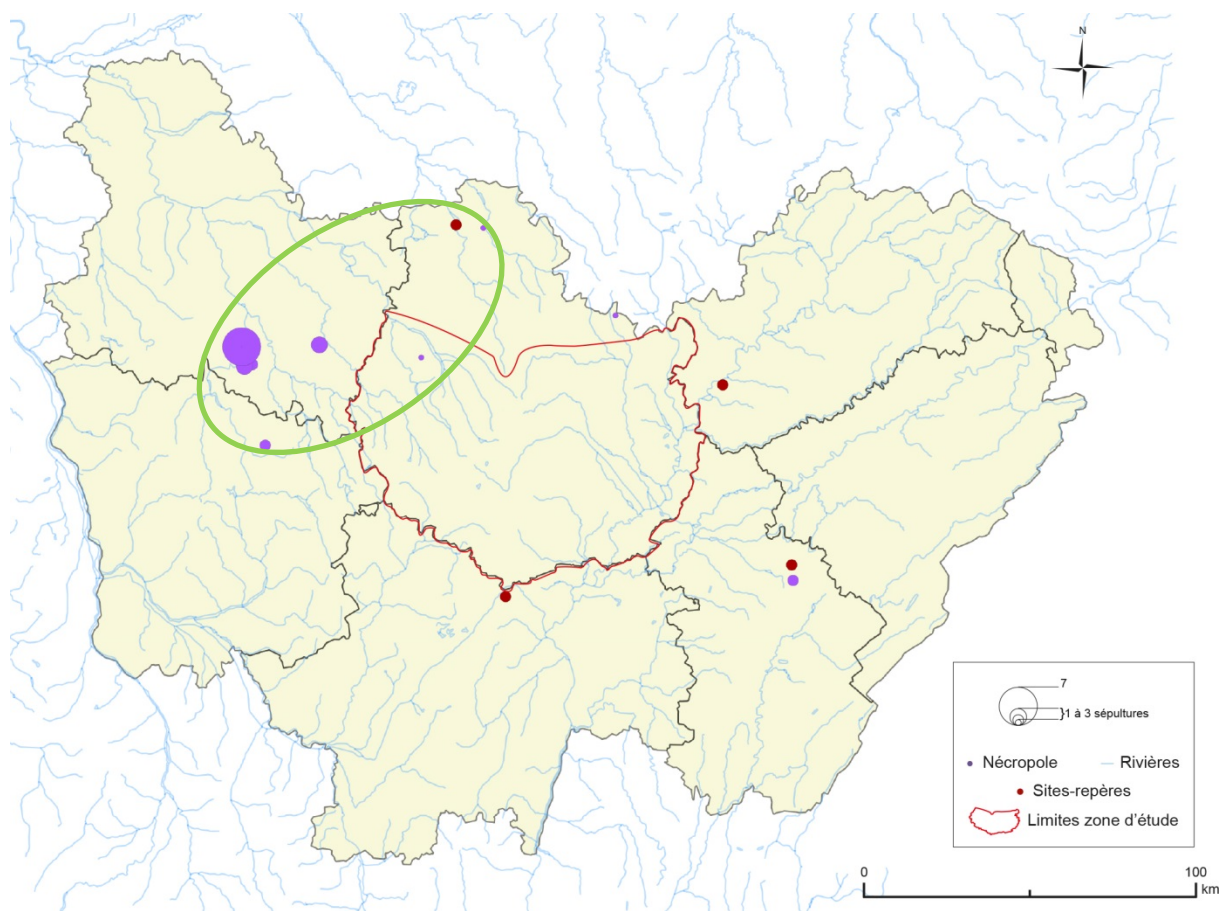 N
7
}1 à 3 sépultures
Nécropole
Rivières
Sites-repères
Limites zone d'étude
0
100
km